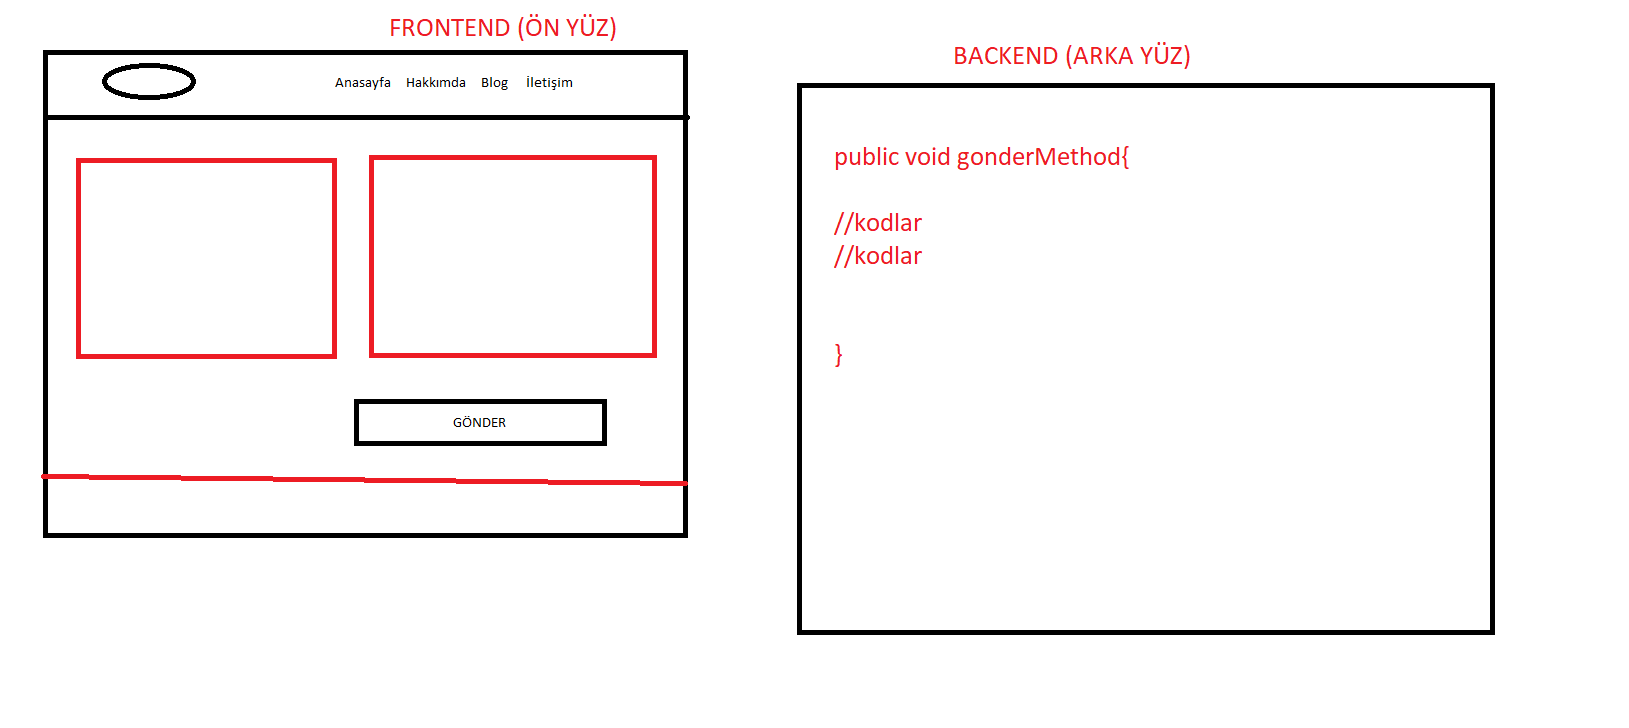 FRONTEND (ÖN YÜZ)
Anasayfa Hakkımda Blog İletişim
GÖNDER
BACKEND (ARKA YÜZ)
public void gonderMethod{
//kodlar
//kodlar
}